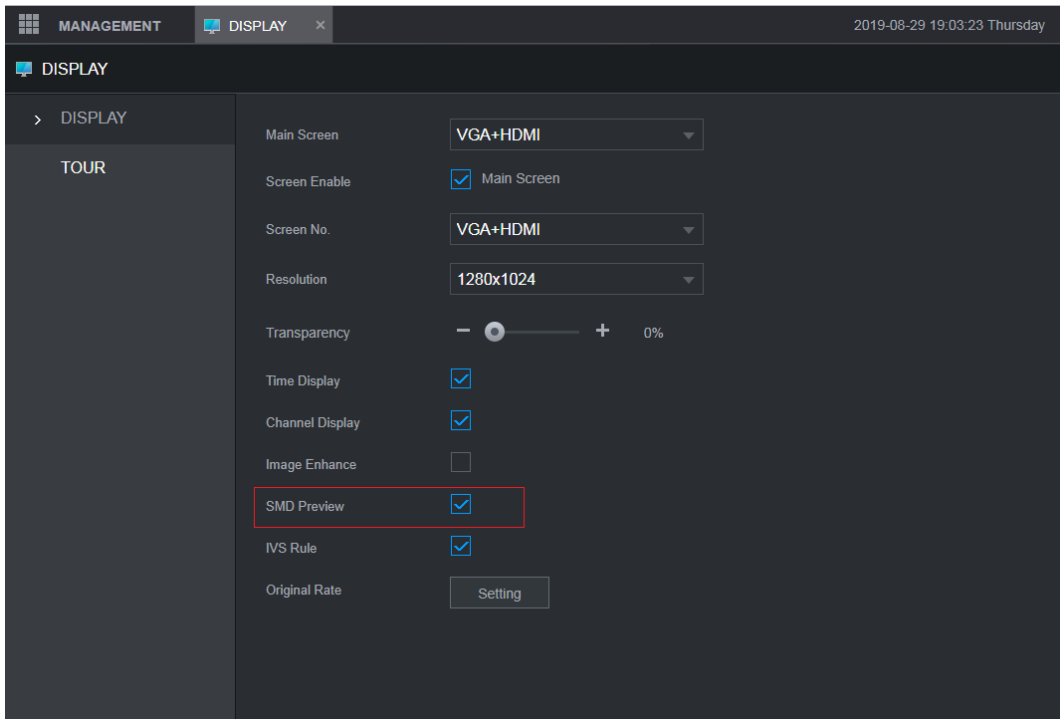 MANAGEMENT DISPLAY × 2019-08-29 19:03:23 Thursday
DISPLAY
DISPLAY
TOUR
Main Screen VGA+HDMI
Screen Enable Main Screen
Screen No. VGA+HDMI
Resolution 1280x1024
Transparency − + 0%
Time Display
Channel Display
Image Enhance
SMD Preview
IVS Rule
Original Rate Setting